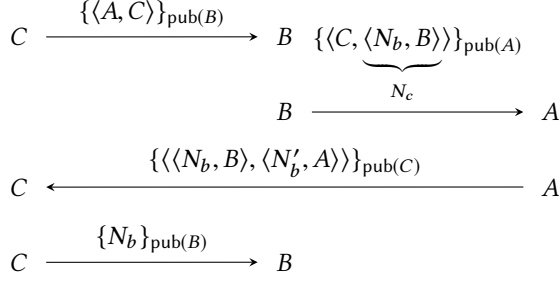 {⟨A, C⟩}pub(B)
C B {⟨C, ⟨Nb, B⟩⟩}pub(A)
Nc
B A
{⟨⟨Nb, B⟩, ⟨N′b, A⟩⟩}pub(C)
C A
{Nb}pub(B)
C B